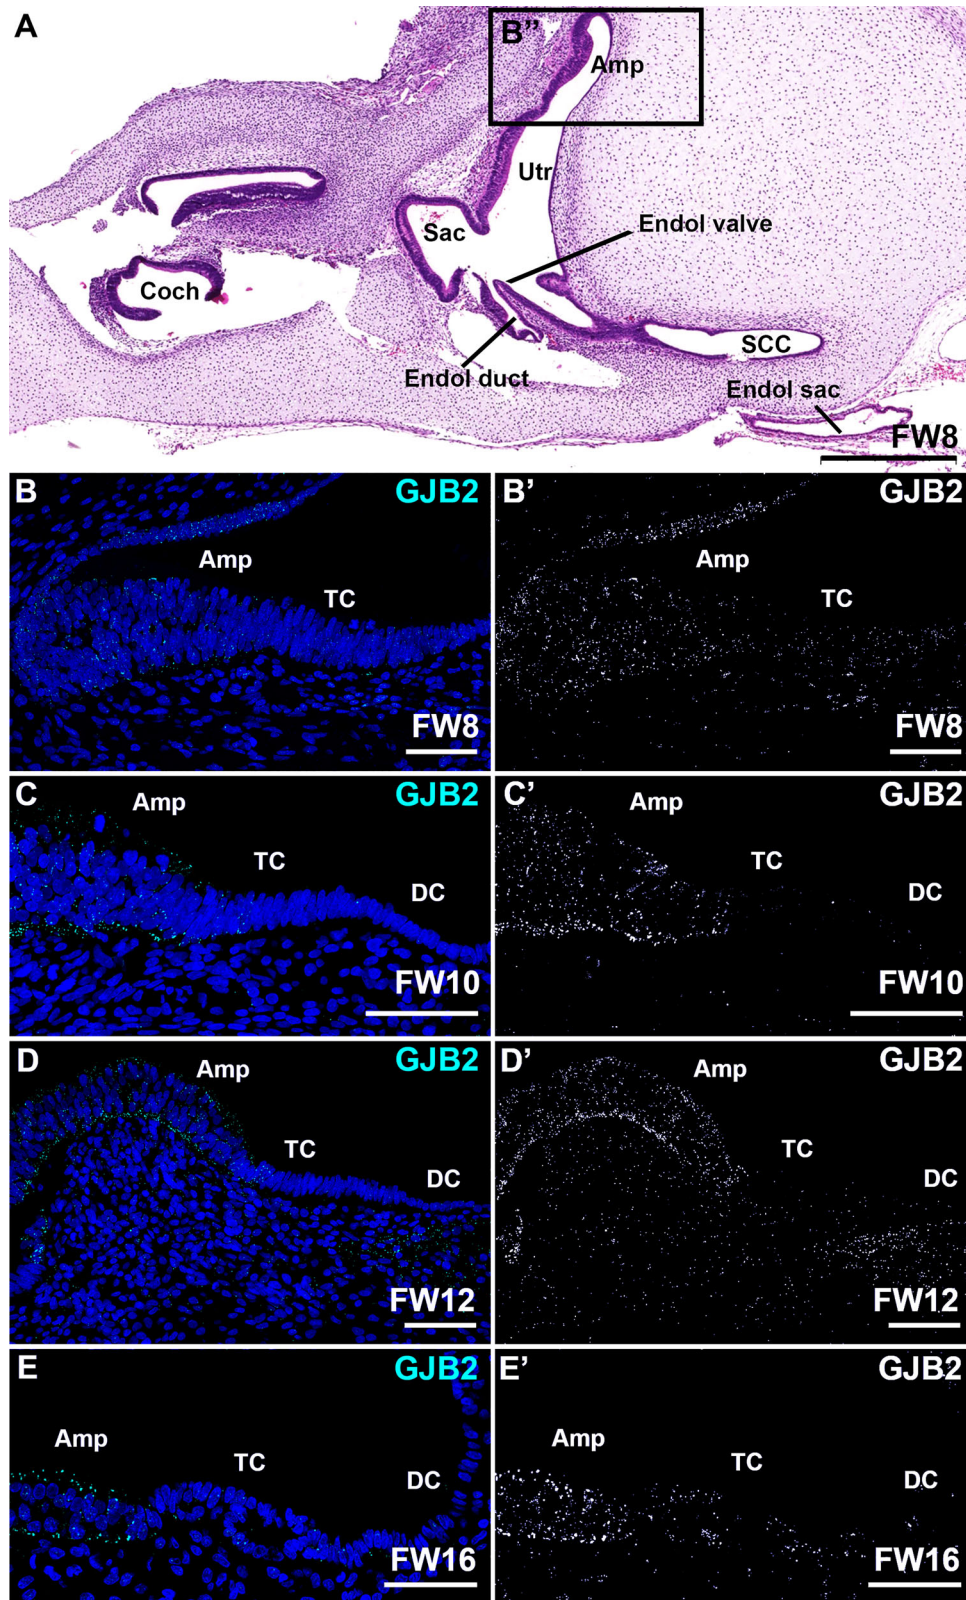 A
B”
Amp
Utr
Sac
Endol valve
Coch
SCC
Endol duct
Endol sac
FW8
B GJB2
Amp
TC
FW8
B’ GJB2
Amp
TC
FW8
C GJB2
Amp
TC
DC
FW10
C’ GJB2
Amp
TC
DC
FW10
D GJB2
Amp
TC
DC
FW12
D’ GJB2
Amp
TC
DC
FW12
E GJB2
Amp
TC
DC
FW16
E’ GJB2
Amp
TC
DC
FW16